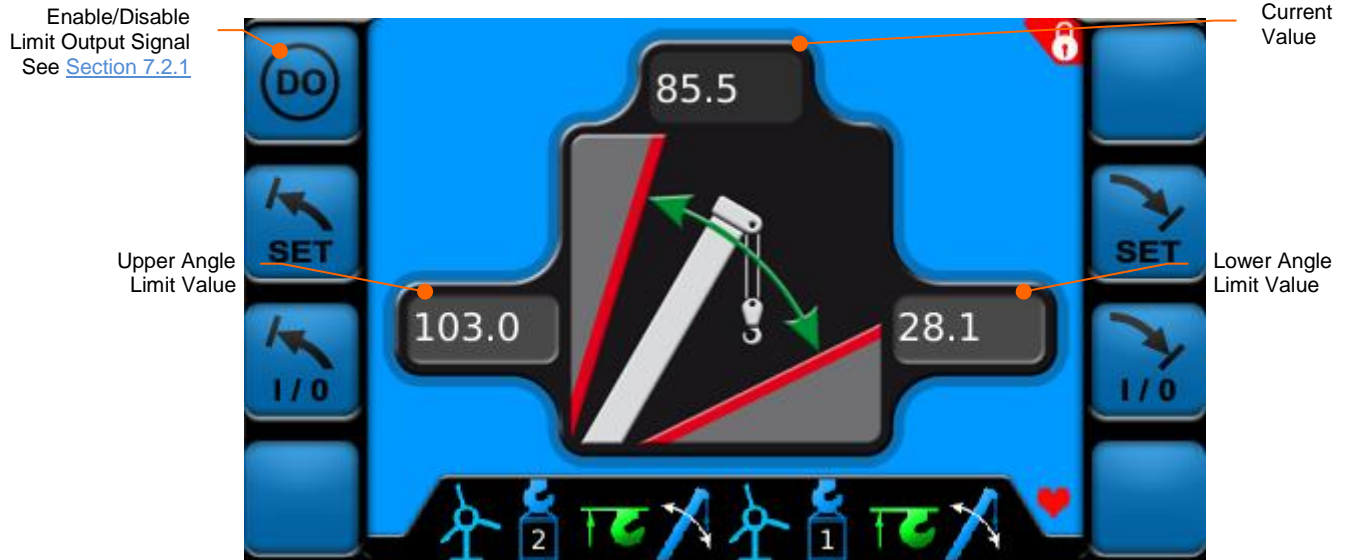 Enable/Disable
Limit Output Signal
See Section 7.2.1
Current
Value
DO
85.5
SET
SET
Upper Angle
Limit Value
Lower Angle
Limit Value
103.0
28.1
I / 0
I / 0
2
1